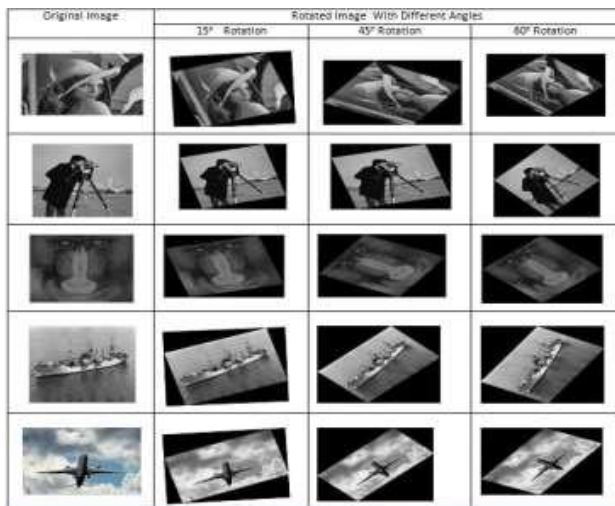 Original Image
Rotated Image With Different Angles
15° Rotation
45° Rotation
60° Rotation